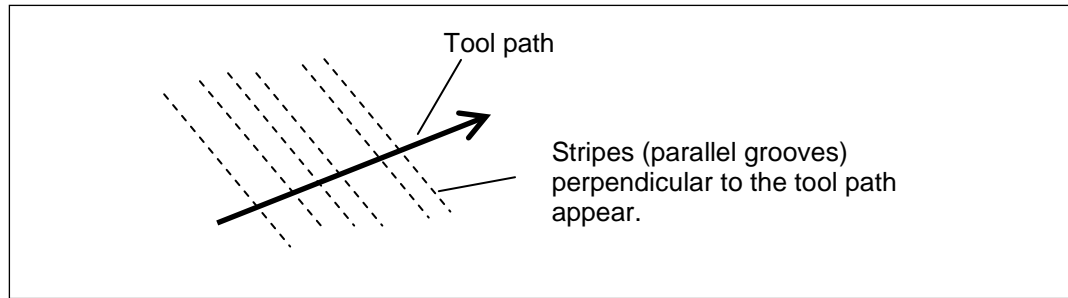 Tool path
Stripes (parallel grooves)
perpendicular to the tool path
appear.